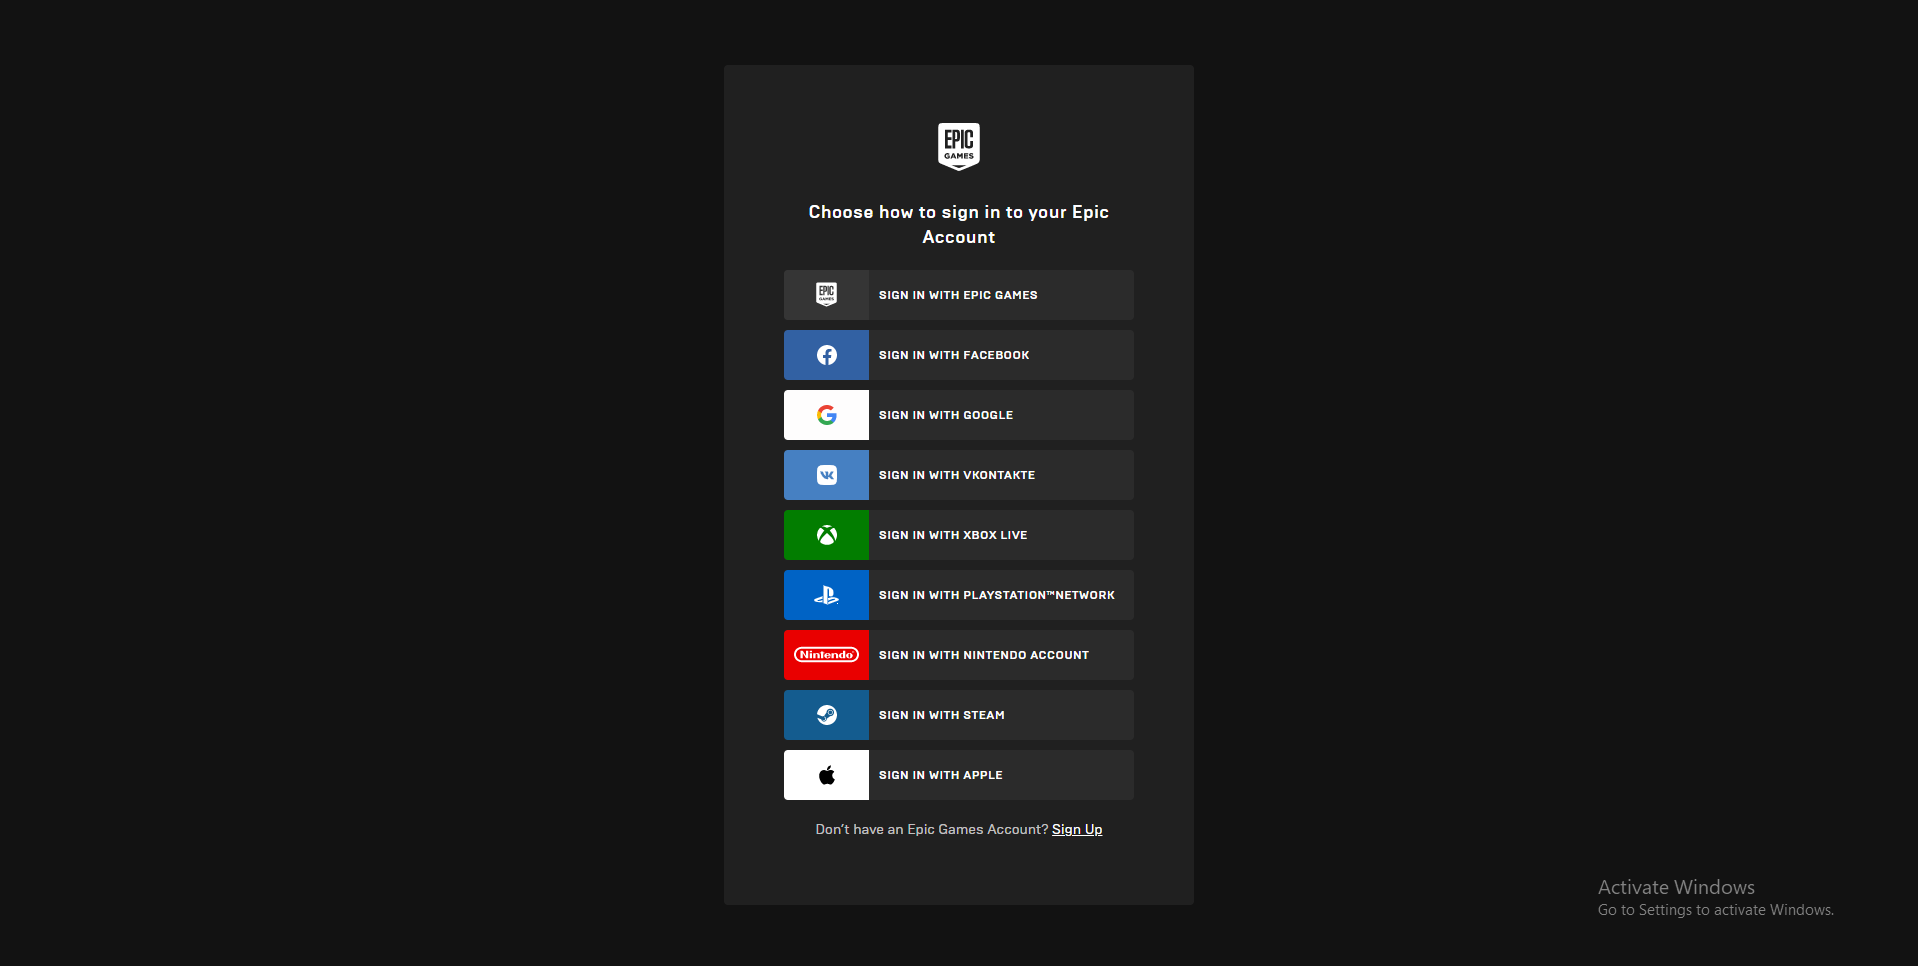 EPIC
GAMES
Choose how to sign in to your Epic
Account
EPIC
GAMES
SIGN IN WITH EPIC GAMES
SIGN IN WITH FACEBOOK
SIGN IN WITH GOOGLE
SIGN IN WITH VKONTAKTE
SIGN IN WITH XBOX LIVE
SIGN IN WITH PLAYSTATION™NETWORK
Nintendo
SIGN IN WITH NINTENDO ACCOUNT
SIGN IN WITH STEAM
SIGN IN WITH APPLE
Don't have an Epic Games Account? Sign Up
Activate Windows
Go to Settings to activate Windows.